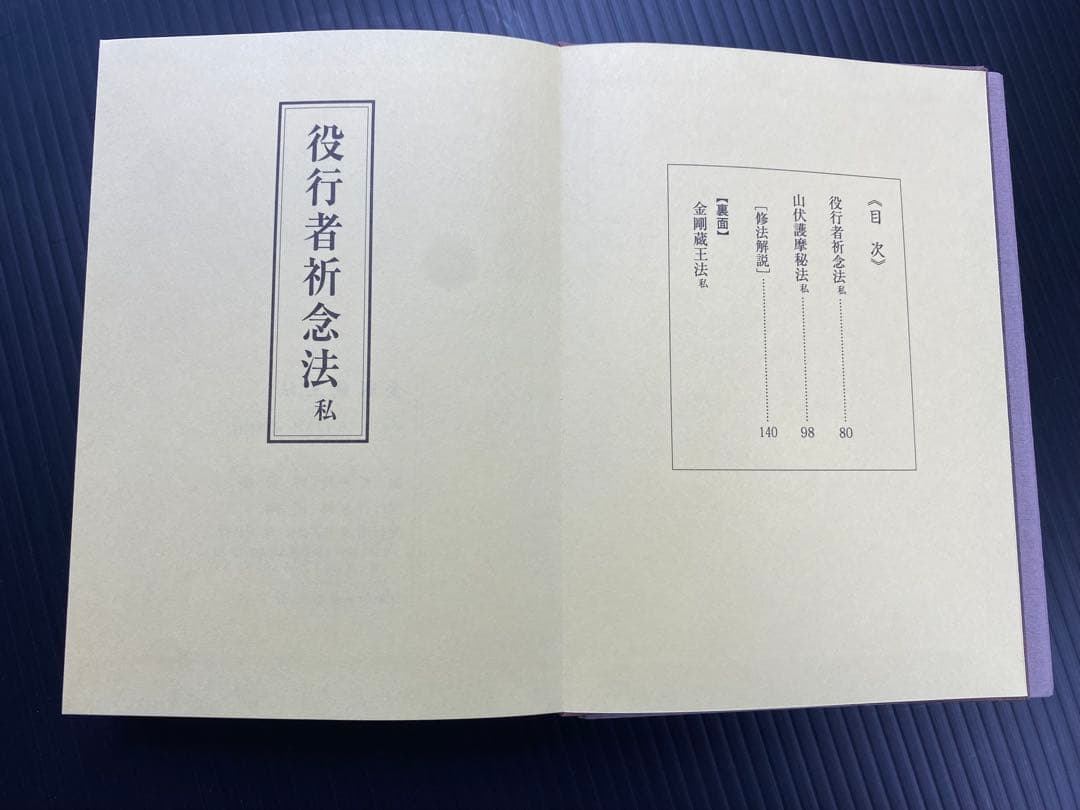 《目次》
役行者祈念法 私 80
山伏護摩秘法 私 98
[修法解説] 140
【裏面】
金剛蔵王法 私
役行者祈念法 私